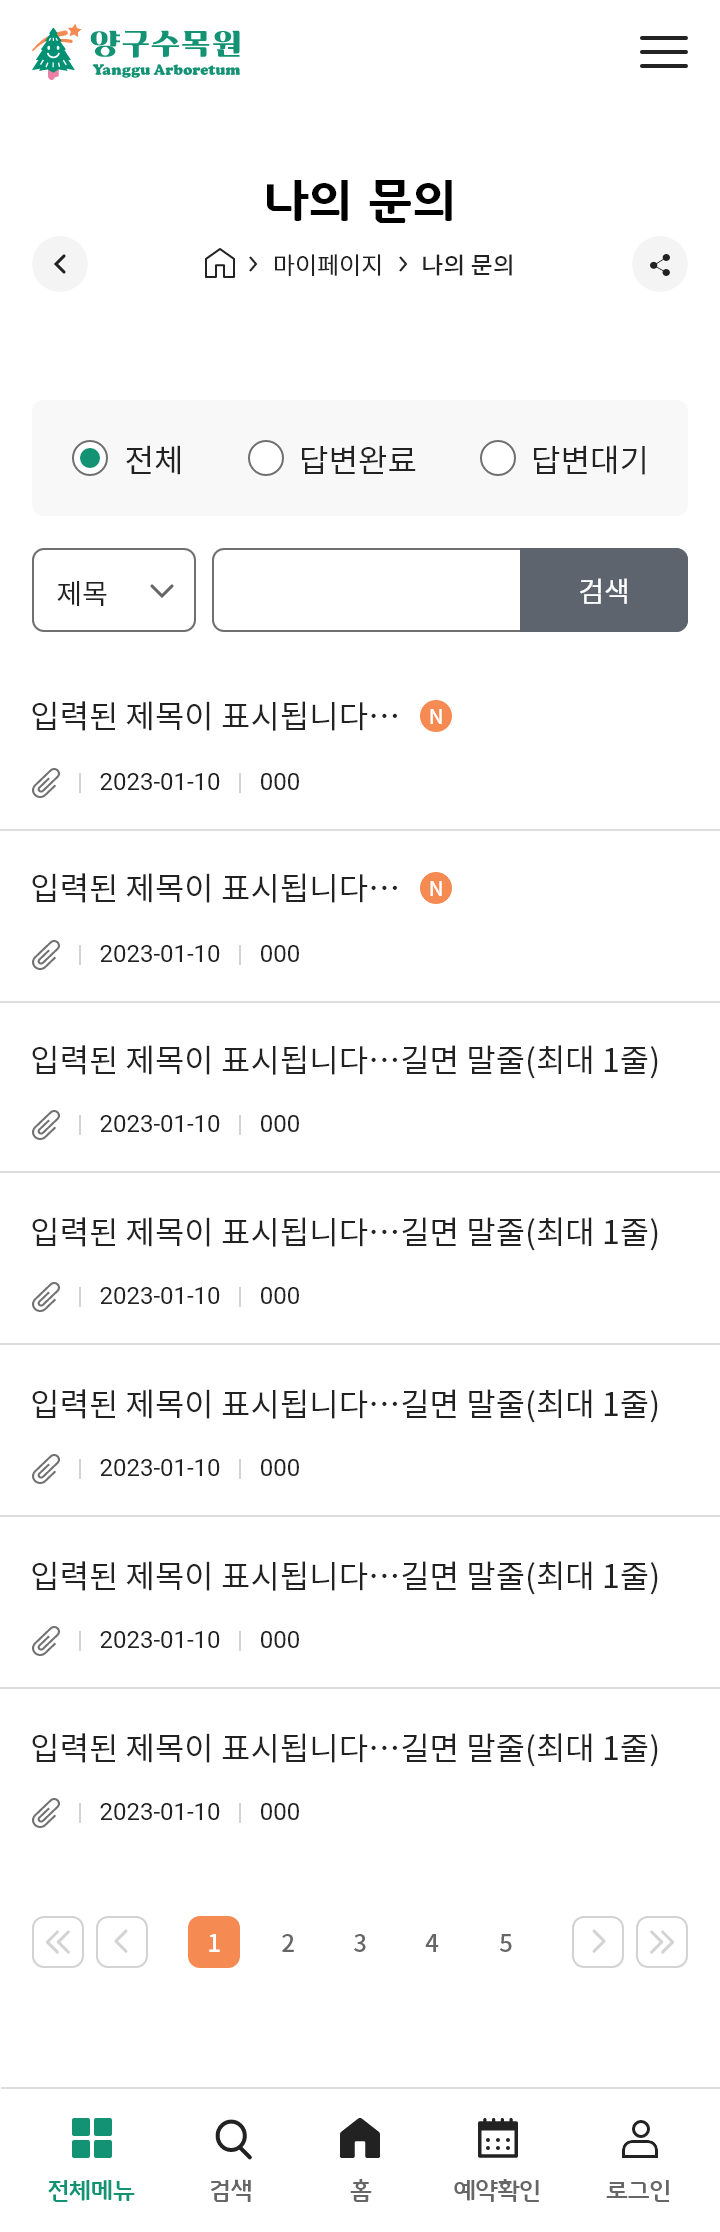 양구수목원
Yanggu Arboretum
나의 문의
마이페이지 > 나의 문의
전체 답변완료 답변대기
제목 검색
입력된 제목이 표시됩니다… N
2023-01-10 000
입력된 제목이 표시됩니다… N
2023-01-10 000
입력된 제목이 표시됩니다…길면 말줄(최대 1줄)
2023-01-10 000
입력된 제목이 표시됩니다…길면 말줄(최대 1줄)
2023-01-10 000
입력된 제목이 표시됩니다…길면 말줄(최대 1줄)
2023-01-10 000
입력된 제목이 표시됩니다…길면 말줄(최대 1줄)
2023-01-10 000
입력된 제목이 표시됩니다…길면 말줄(최대 1줄)
2023-01-10 000
1 2 3 4 5
전체메뉴 검색 홈 예약확인 로그인